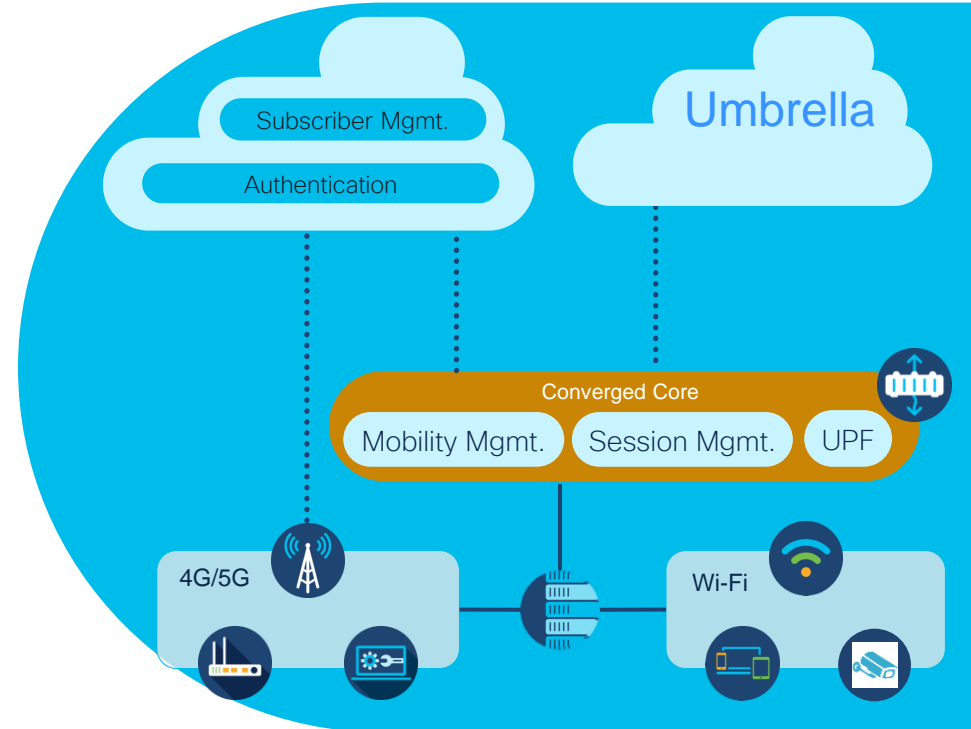 Subscriber Mgmt.
Authentication
Umbrella
Converged Core
Mobility Mgmt.
Session Mgmt.
UPF
4G/5G
Wi-Fi